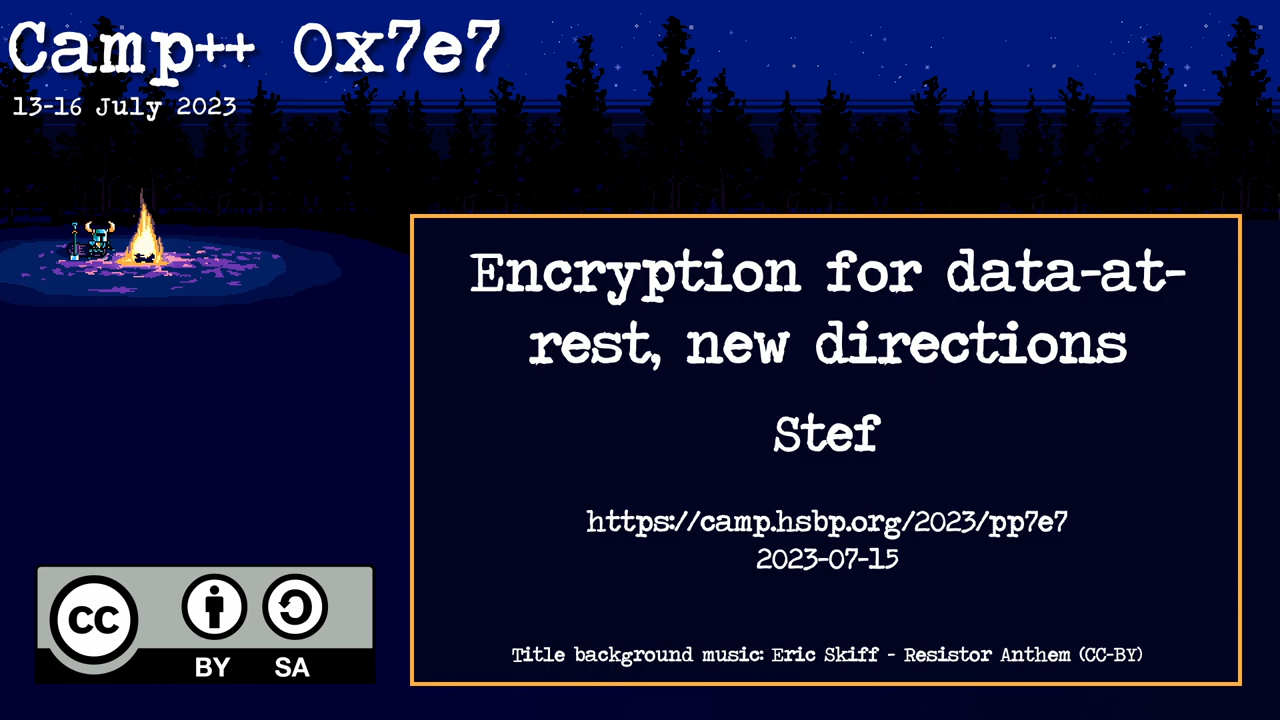 Camp++ 0x7e7
13-16 July 2023
Encryption for data-at-
rest, new directions
Stef
https://camp.hsbp.org/2023/pp7e7
2023-07-15
Title background music: Eric Skiff - Resistor Anthem (CC-BY)
CC
BY SA